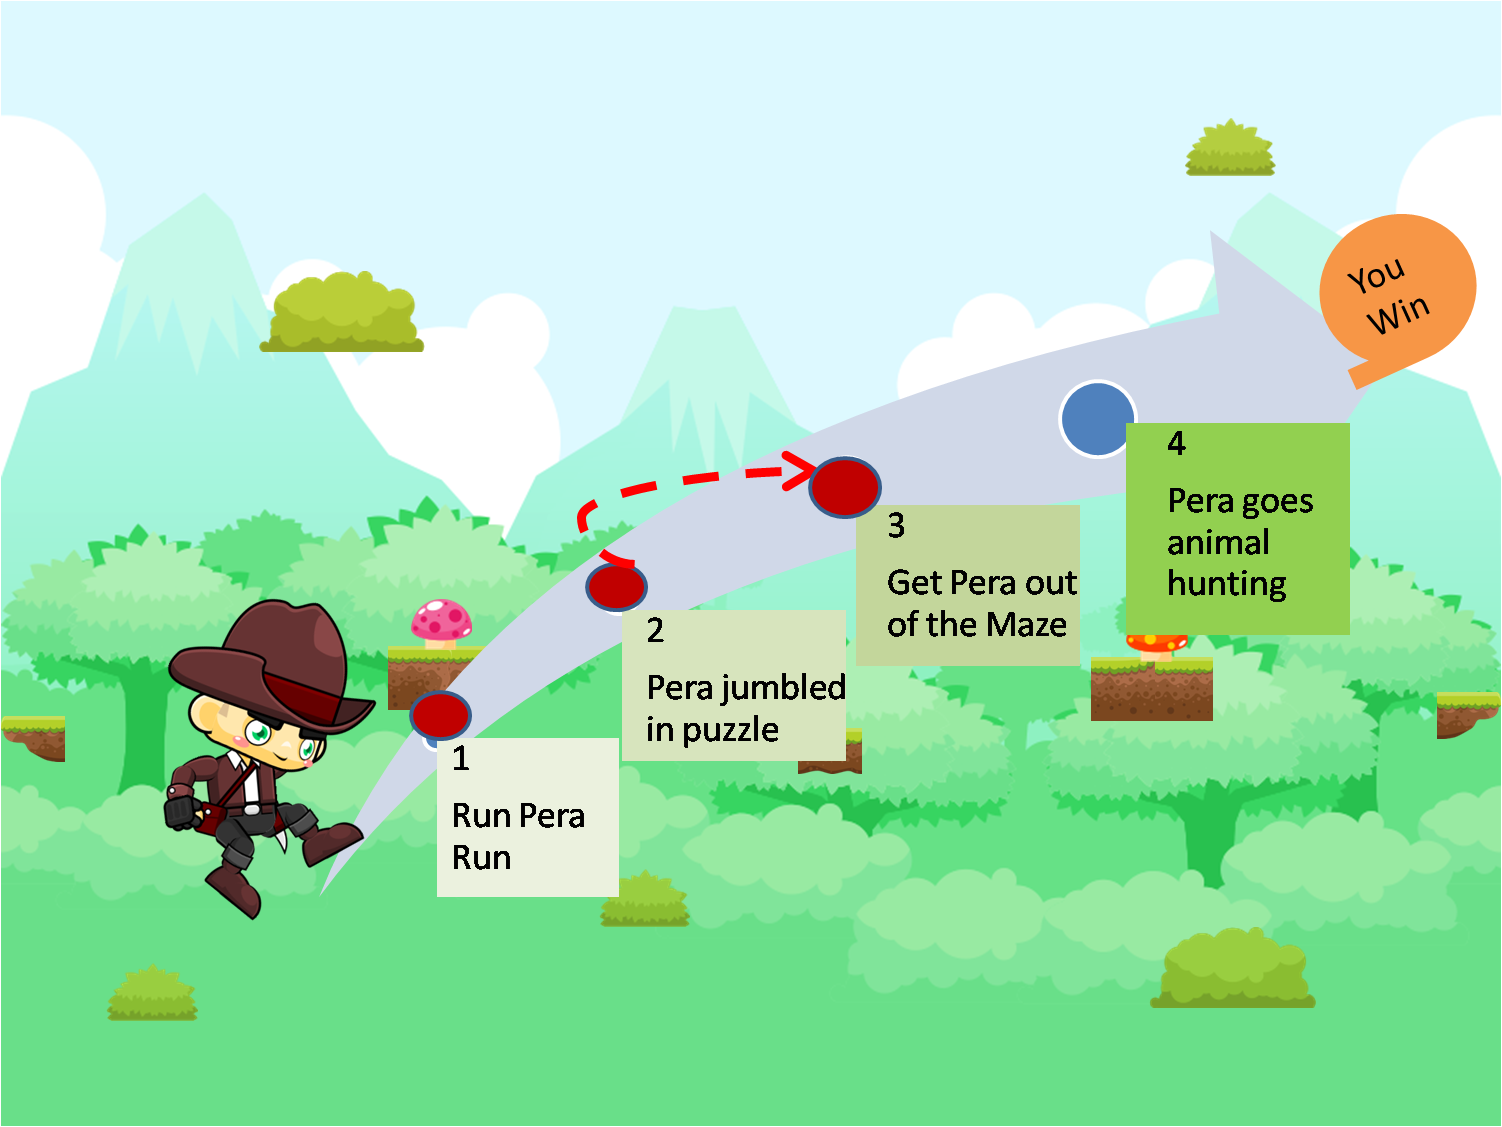 You
Win
4
Pera goes
animal
hunting
3
Get Pera out
of the Maze
2
Pera jumbled
in puzzle
1
Run Pera
Run